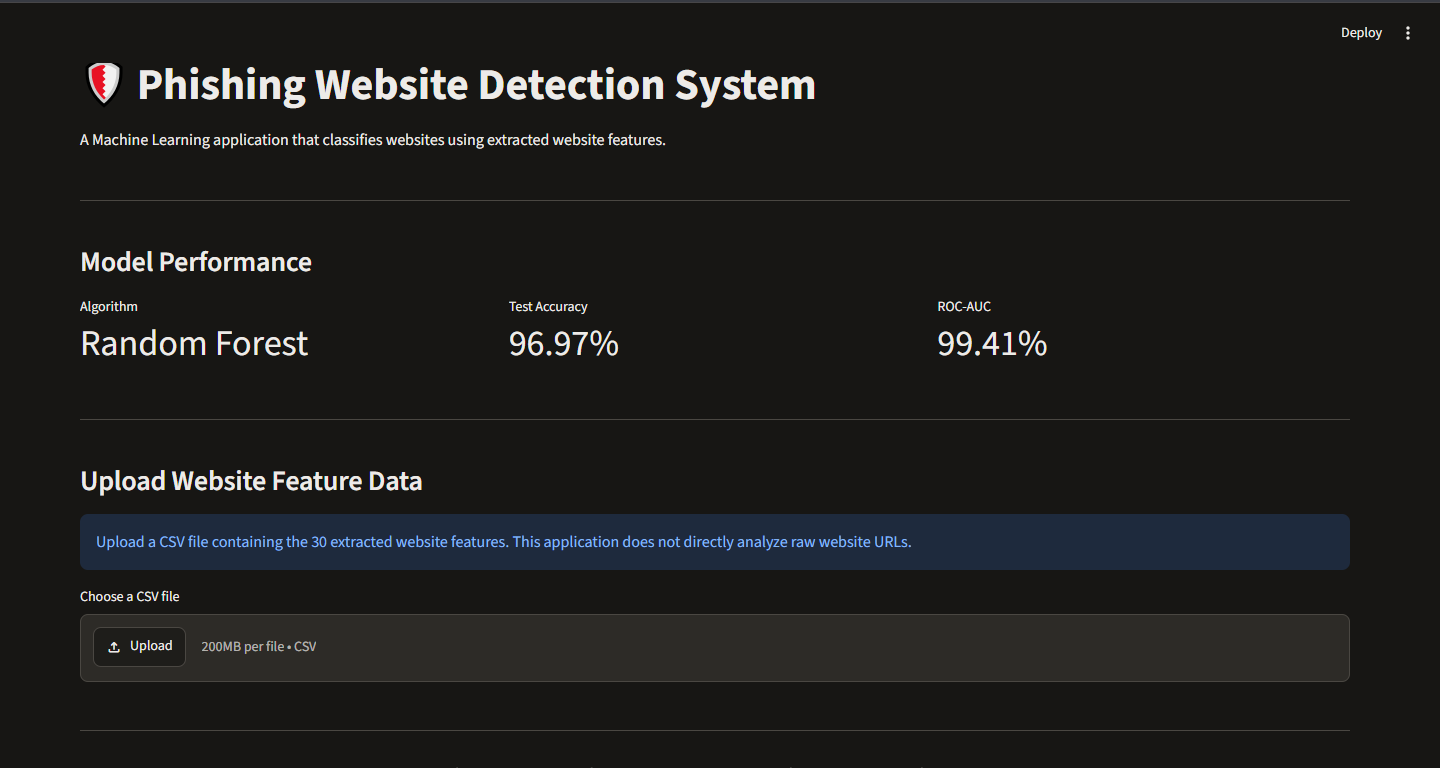 Deploy
Phishing Website Detection System
A Machine Learning application that classifies websites using extracted website features.
Model Performance
Algorithm
Test Accuracy
ROC-AUC
Random Forest
96.97%
99.41%
Upload Website Feature Data
Upload a CSV file containing the 30 extracted website features. This application does not directly analyze raw website URLs.
Choose a CSV file
Upload
200MB per file • CSV